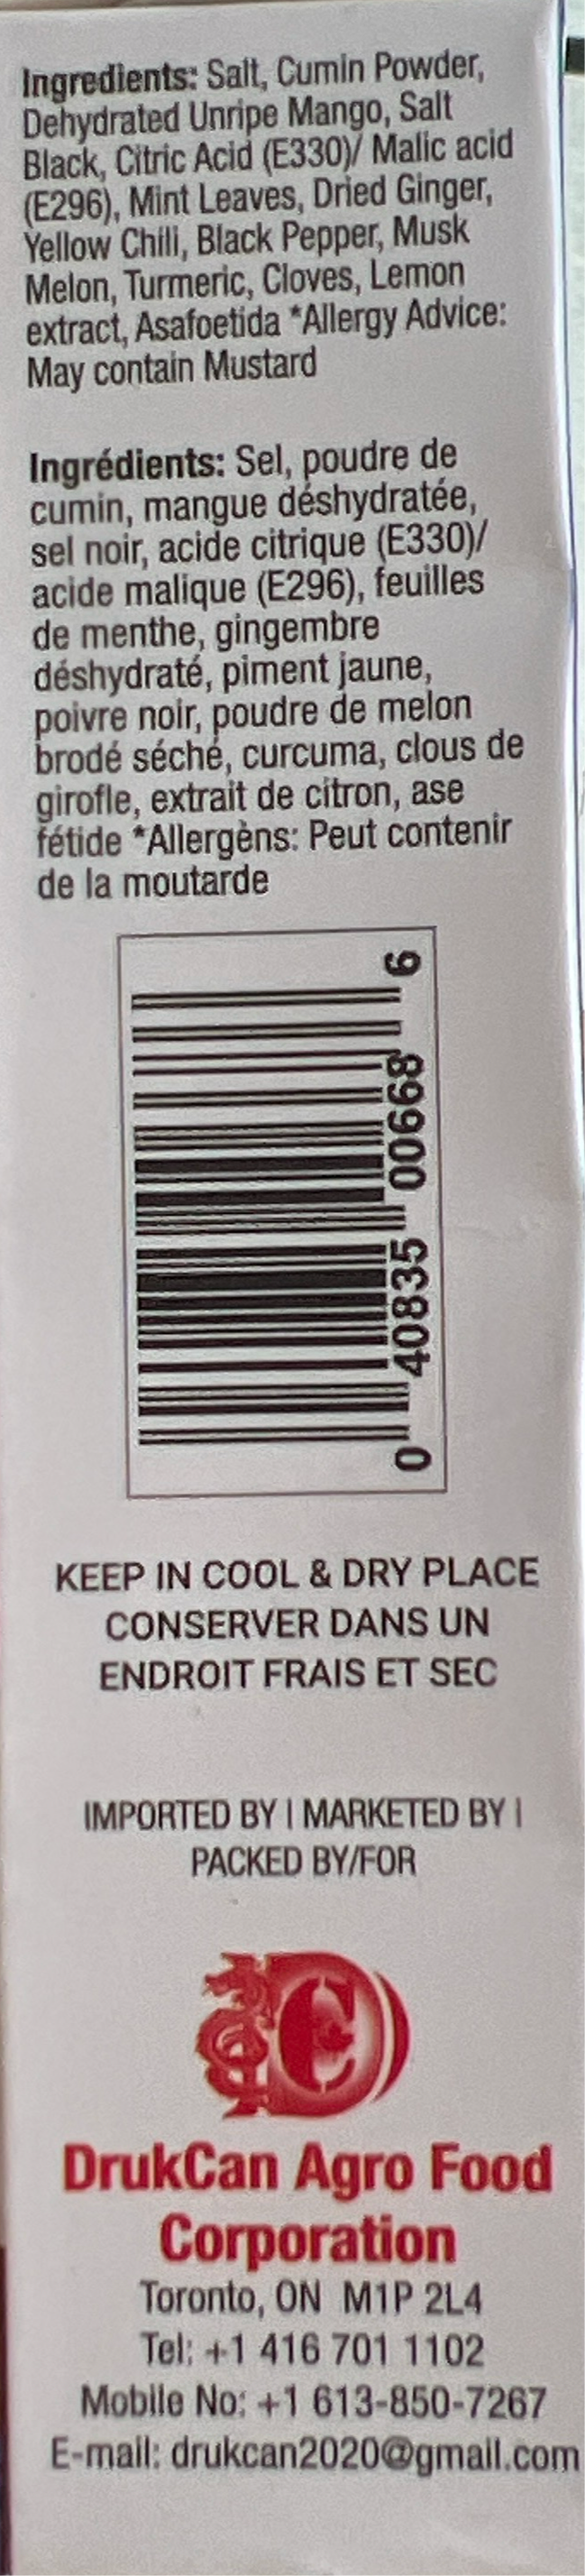 Ingredients: Salt, Cumin Powder,
Dehydrated Unripe Mango, Salt
Black, Citric Acid (E330)/ Malic acid
(E296), Mint Leaves, Dried Ginger,
Yellow Chili, Black Pepper, Musk
Melon, Turmeric, Cloves, Lemon
extract, Asafoetida *Allergy Advice:
May contain Mustard
Ingrédients: Sel, poudre de
cumin, mangue déshydratée,
sel noir, acide citrique (E330)/
acide malique (E296), feuilles
de menthe, gingembre
déshydraté, piment jaune,
poivre noir, poudre de melon
brodé séché, curcuma, clous de
girofle, extrait de citron, ase
fétide *Allergèns: Peut contenir
de la moutarde
0 40835 00668 6
KEEP IN COOL & DRY PLACE
CONSERVER DANS UN
ENDROIT FRAIS ET SEC
IMPORTED BY | MARKETED BY |
PACKED BY/FOR
DrukCan Agro Food
Corporation
Toronto, ON M1P 2L4
Tel: +1 416 701 1102
Mobile No: +1 613-850-7267
E-mail: drukcan2020@gmail.com